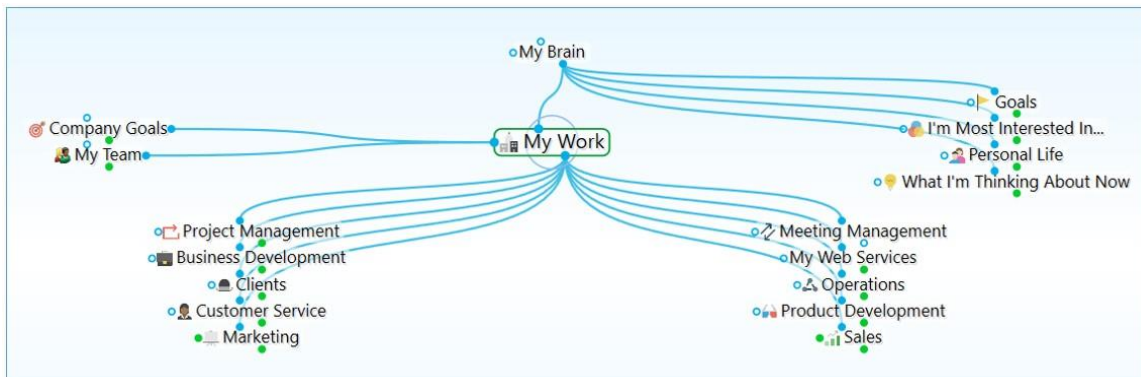 My Brain
Goals
Company Goals
I'm Most Interested In...
My Work
My Team
Personal Life
What I'm Thinking About Now
Project Management
Business Development
Clients
Customer Service
Marketing
Meeting Management
My Web Services
Operations
Product Development
Sales